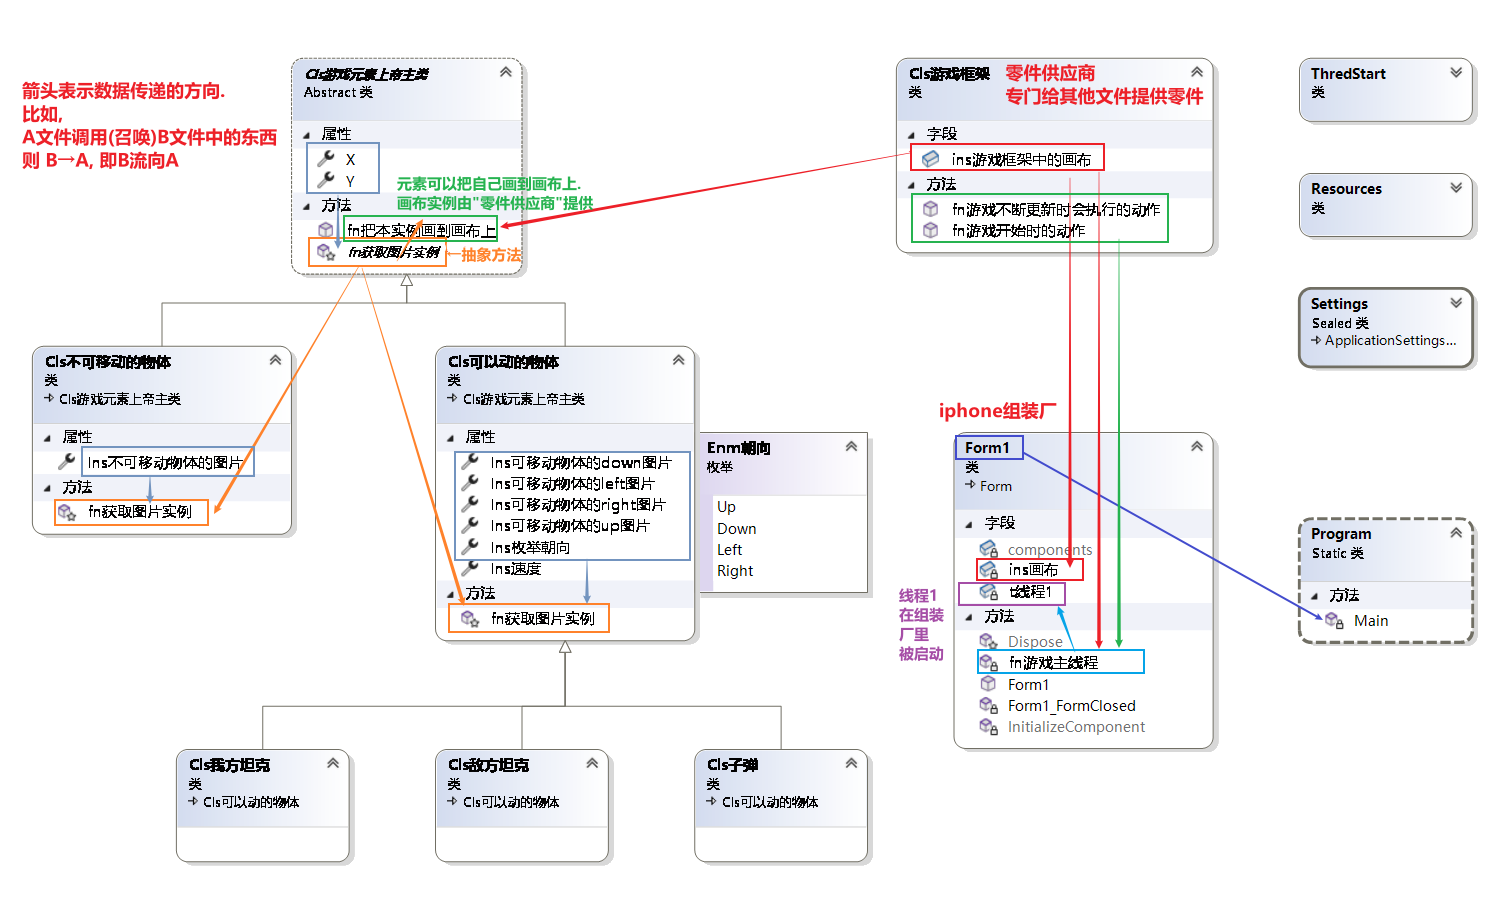 箭头表示数据传递的方向.
比如,
A文件调用(召唤)B文件中的东西
则 B→A, 即B流向A
Cls游戏元素上帝主类
Abstract 类
属性
X
Y
元素可以把自己画到画布上.
画布实例由"零件供应商"提供
方法
fn把本实例画到画布上
fn获取图片实例
←抽象方法
Cls游戏框架
类
零件供应商
专门给其他文件提供零件
字段
ins游戏框架中的画布
方法
fn游戏不断更新时会执行的动作
fn游戏开始时的动作
ThredStart
类
Resources
类
Settings
Sealed 类
→ ApplicationSettings...
Cls不可移动的物体
类
→ Cls游戏元素上帝主类
属性
Ins不可移动物体的图片
方法
fn获取图片实例
Cls可以动的物体
类
→ Cls游戏元素上帝主类
属性
Ins可移动物体的down图片
Ins可移动物体的left图片
Ins可移动物体的right图片
Ins可移动物体的up图片
Ins枚举朝向
Ins速度
方法
fn获取图片实例
Enm朝向
枚举
Up
Down
Left
Right
iphone组装厂
Form1
类
→ Form
字段
components
ins画布
t线程1
线程1
在组装
厂里
被启动
方法
Dispose
fn游戏主线程
Form1
Form1_FormClosed
InitializeComponent
Program
Static 类
方法
Main
Cls我方坦克
类
→ Cls可以动的物体
Cls敌方坦克
类
→ Cls可以动的物体
Cls子弹
类
→ Cls可以动的物体